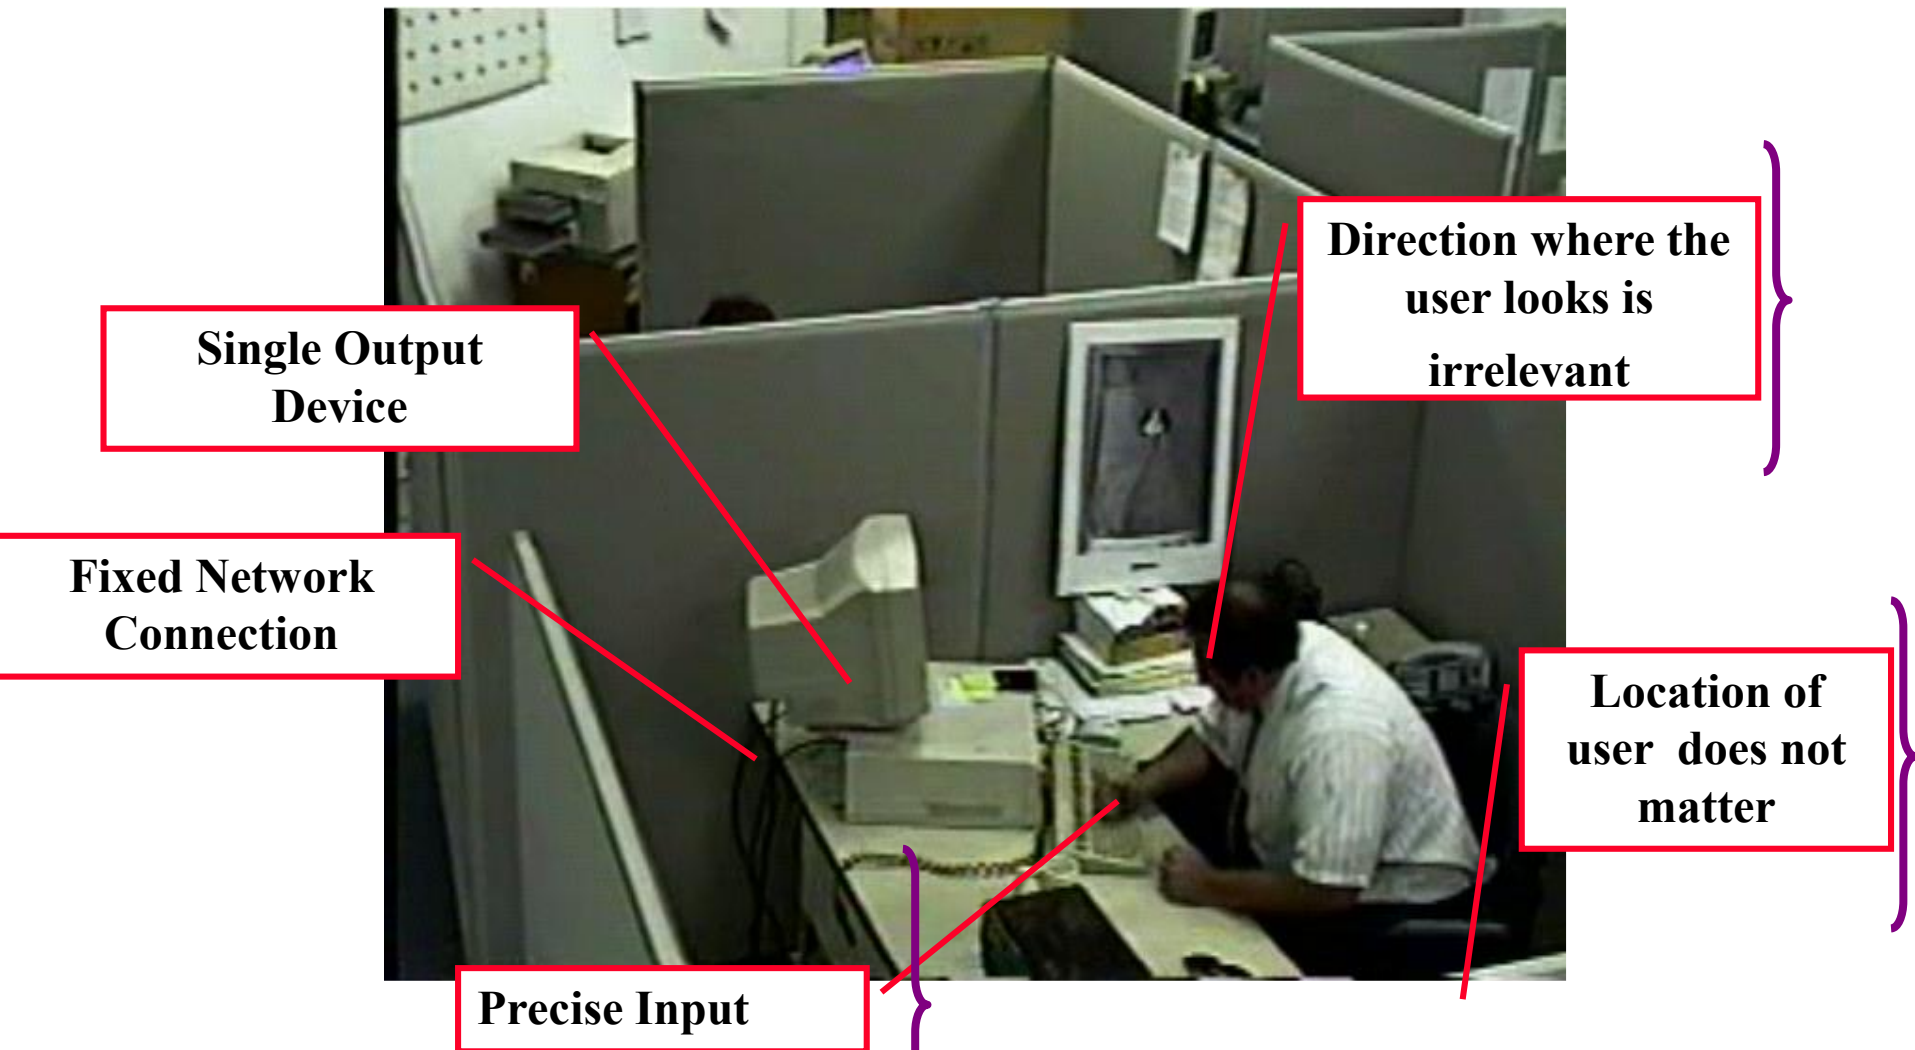 Direction where the
user looks is
irrelevant
Single Output
Device
Fixed Network
Connection
Location of
user does not
matter
Precise Input